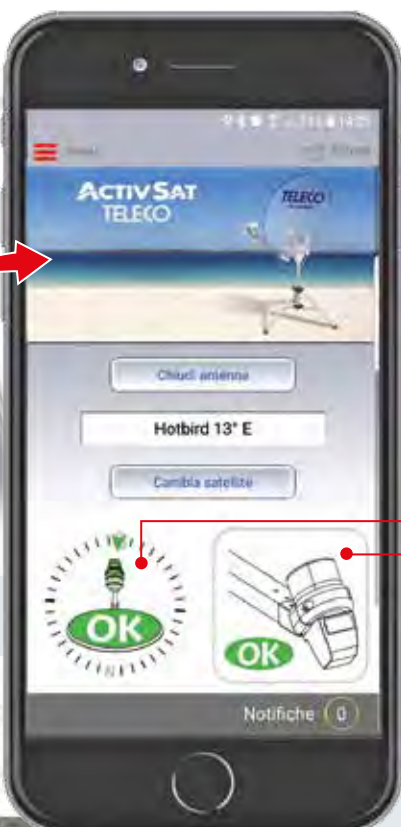 ACTIVSAT
TELECO
TELECO
Chiudi antenna
Hotbird 13° E
Cambia satellite
OK
OK
Notifiche 0